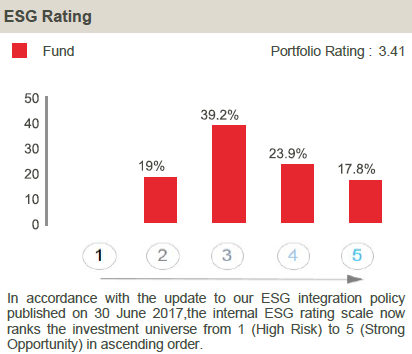 ESG Rating
Fund
Portfolio Rating : 3.41
50
40
30
20
10
0
19%
39.2%
23.9%
17.8%
1
2
3
4
5
In accordance with the update to our ESG integration policy
published on 30 June 2017,the internal ESG rating scale now
ranks the investment universe from 1 (High Risk) to 5 (Strong
Opportunity) in ascending order.